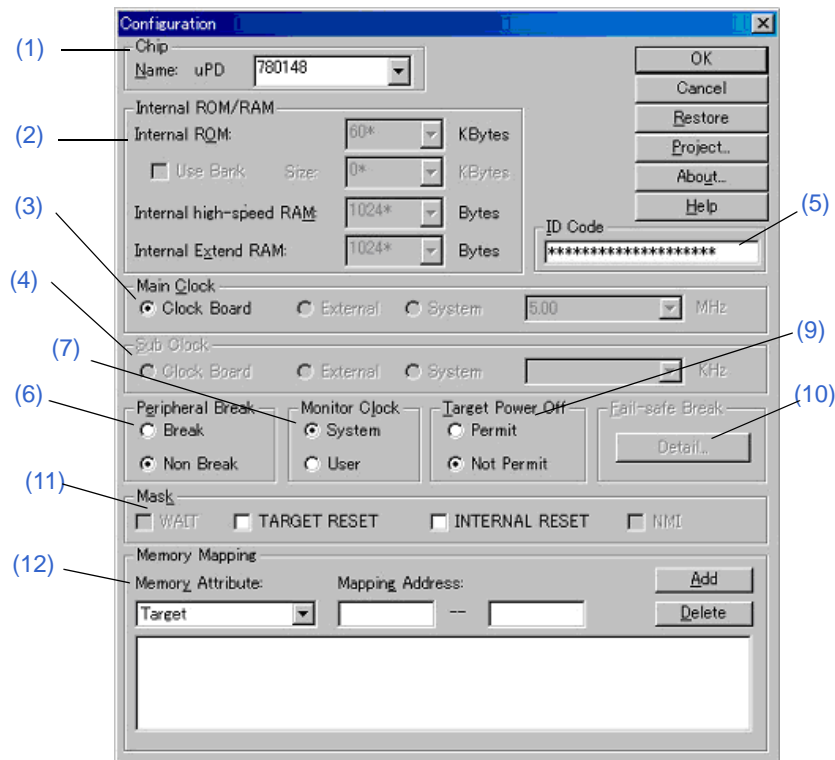 Configuration
(1)
Chip
Name: uPD 780148
OK
Cancel
Restore
Project...
About...
Help
(2)
Internal ROM/RAM
Internal ROM: 60* KBytes
Use Bank Size: 0* KBytes
Internal high-speed RAM: 1024* Bytes
Internal Extend RAM: 1024* Bytes
(5)
ID Code
********************
(3)
Main Clock
Clock Board External System 5.00 MHz
(4)
Sub Clock
Clock Board External System KHz
(6)
Peripheral Break
Break
Non Break
(7)
Monitor Clock
System
User
(9)
Target Power Off
Permit
Not Permit
(10)
Fail-safe Break
Detail...
(11)
Mask
WAIT TARGET RESET INTERNAL RESET NMI
(12)
Memory Mapping
Memory Attribute: Mapping Address:
Target --
Add
Delete